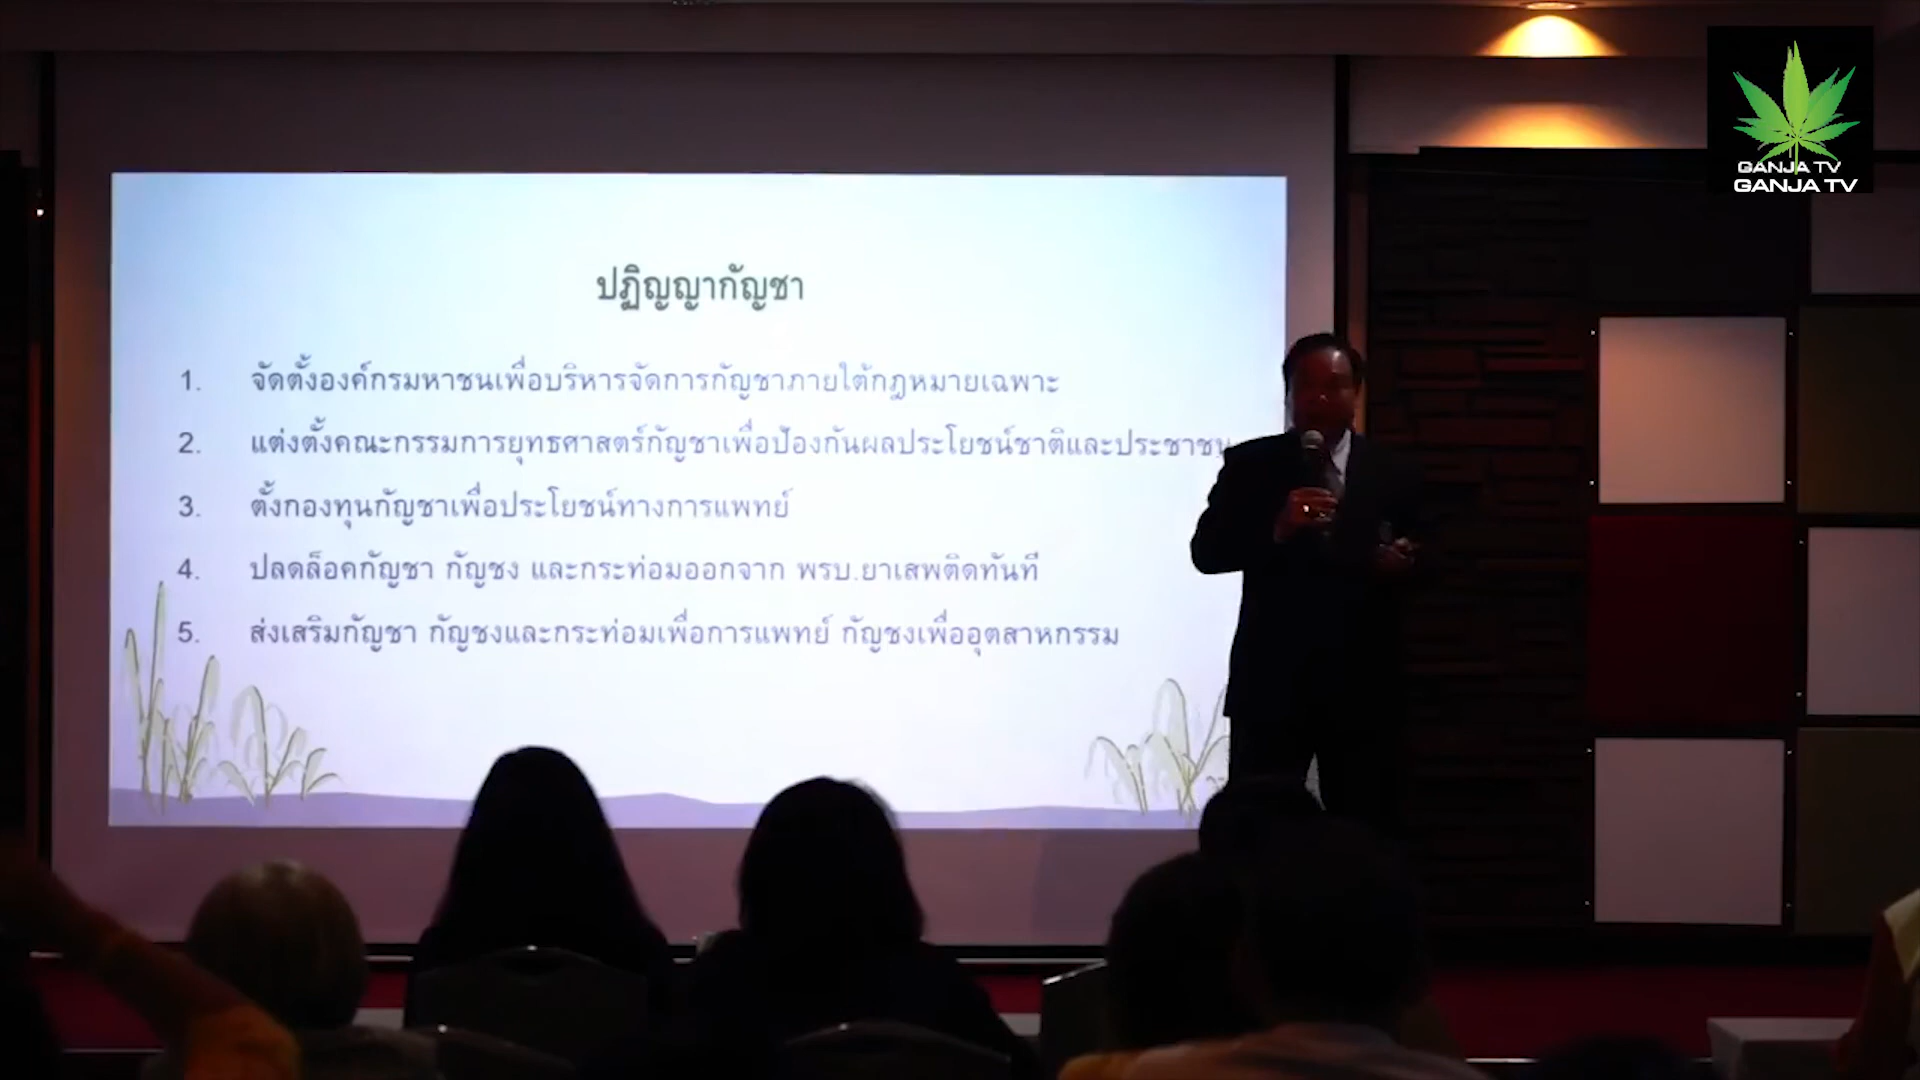 GANJA TV
GANJA TV
ปฏิญญากัญชา
1. จัดตั้งองค์กรมหาชนเพื่อบริหารจัดการกัญชาภายใต้กฎหมายเฉพาะ
2. แต่งตั้งคณะกรรมการยุทธศาสตร์กัญชาเพื่อป้องกันผลประโยชน์ชาติและประชาชน
3. ตั้งกองทุนกัญชาเพื่อประโยชน์ทางการแพทย์
4. ปลดล็อคกัญชา กัญชง และกระท่อมออกจาก พรบ.ยาเสพติดทันที
5. ส่งเสริมกัญชา กัญชงและกระท่อมเพื่อการแพทย์ กัญชงเพื่ออุตสาหกรรม